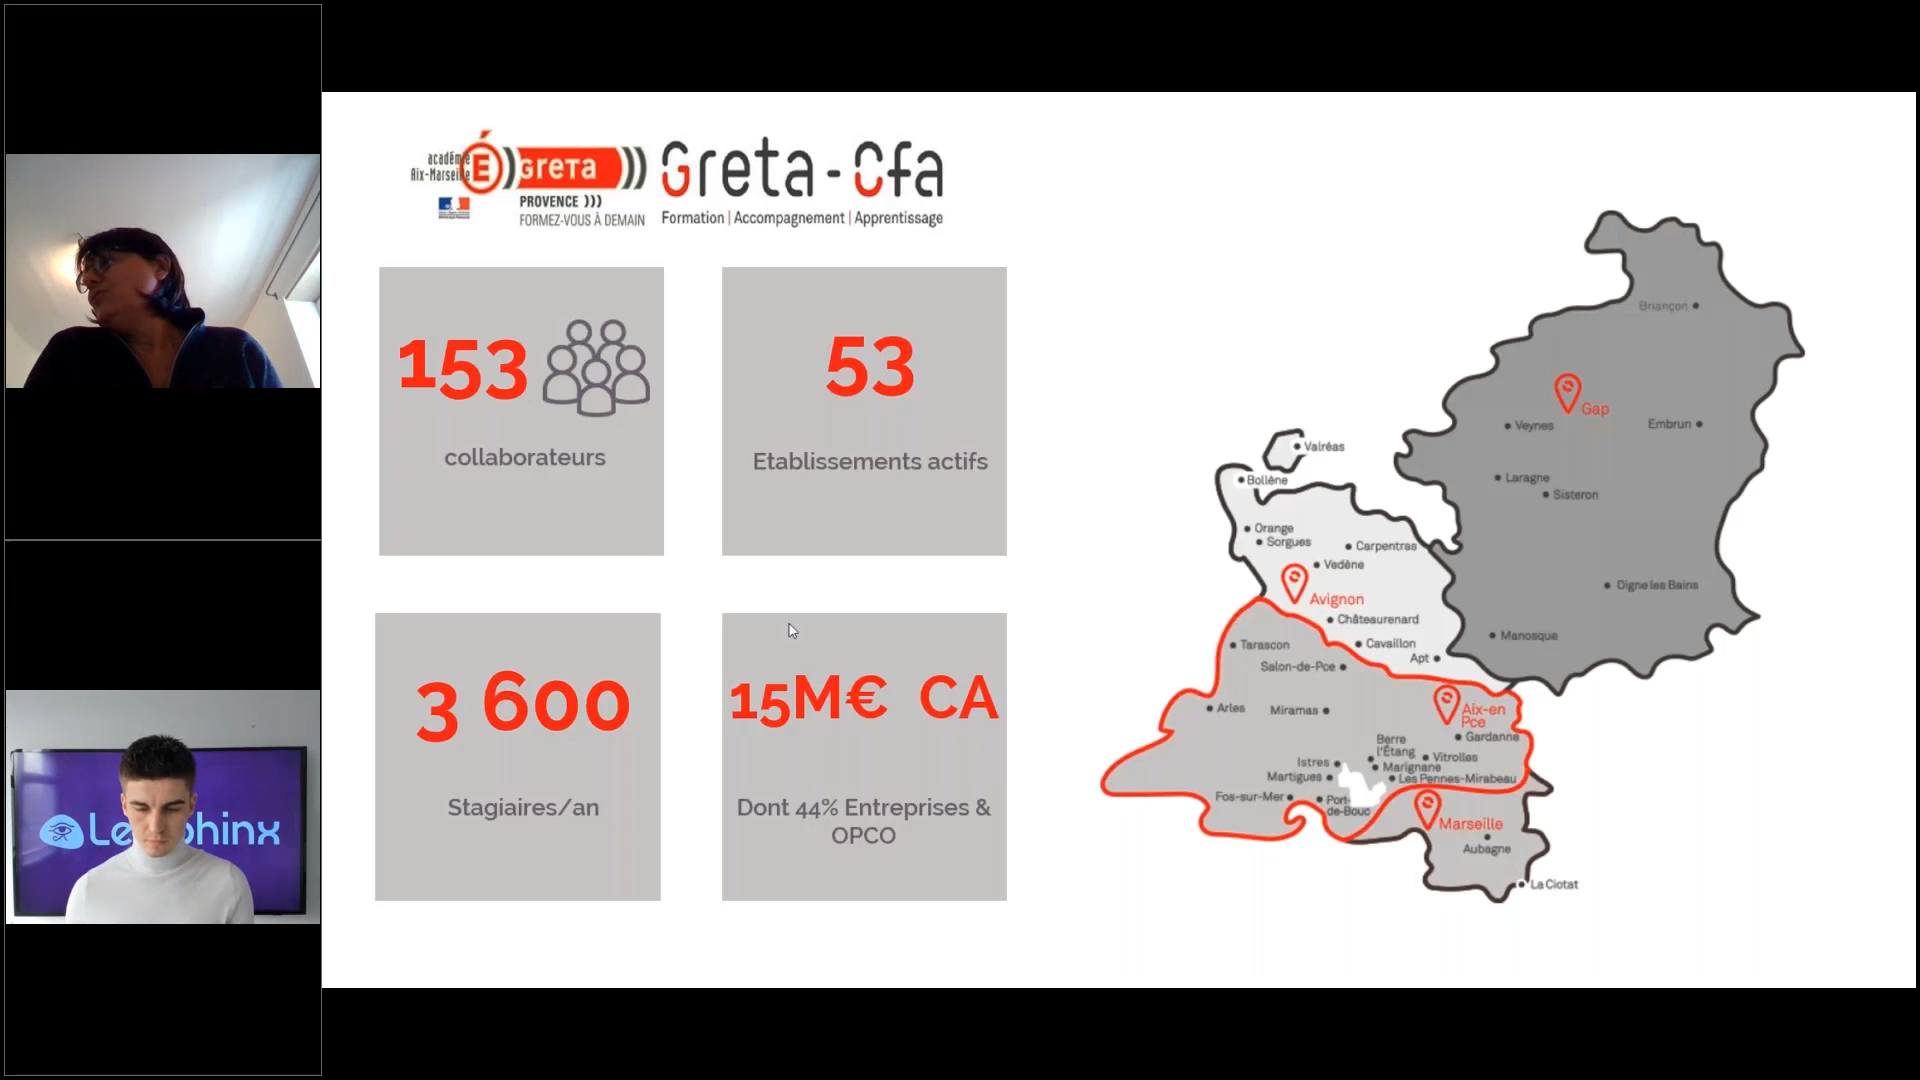 académie
Aix-Marseille
É GRETA
PROVENCE )))
FORMEZ-VOUS À DEMAIN
Greta - Cfa
Formation | Accompagnement | Apprentissage
153
collaborateurs
53
Etablissements actifs
3 600
Stagiaires/an
15M€ CA
Dont 44% Entreprises &
OPCO
Briançon
Gap
Veynes
Embrun
Valréas
Laragne
Bollène
Sisteron
Orange
Sorgues
Carpentras
Vedène
Digne les Bains
Avignon
Châteaurenard
Manosque
Tarascon
Cavaillon
Apt
Salon-de-Pce
Arles
Miramas
Aix-en
Pce
Gardanne
Berre
l'Étang
Vitrolles
Istres
Marignane
Martigues
Les Pennes-Mirabeau
Fos-sur-Mer
Port-
de-Bouc
Marseille
Aubagne
La Ciotat
Le phinx